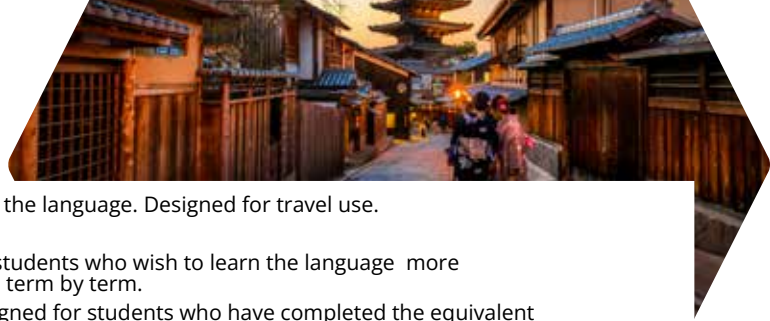 the language. Designed for travel use.
students who wish to learn the language  more
term by term.
gned for students who have completed the equivalent